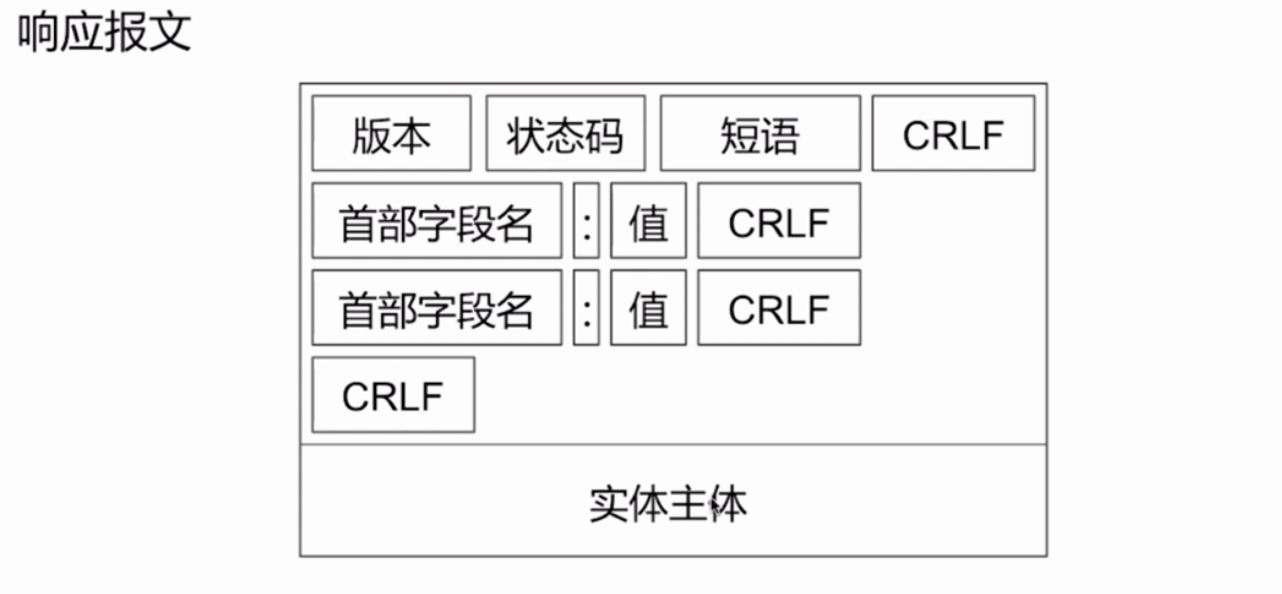 响应报文
版本 状态码 短语 CRLF
首部字段名 : 值 CRLF
首部字段名 : 值 CRLF
CRLF
实体主体